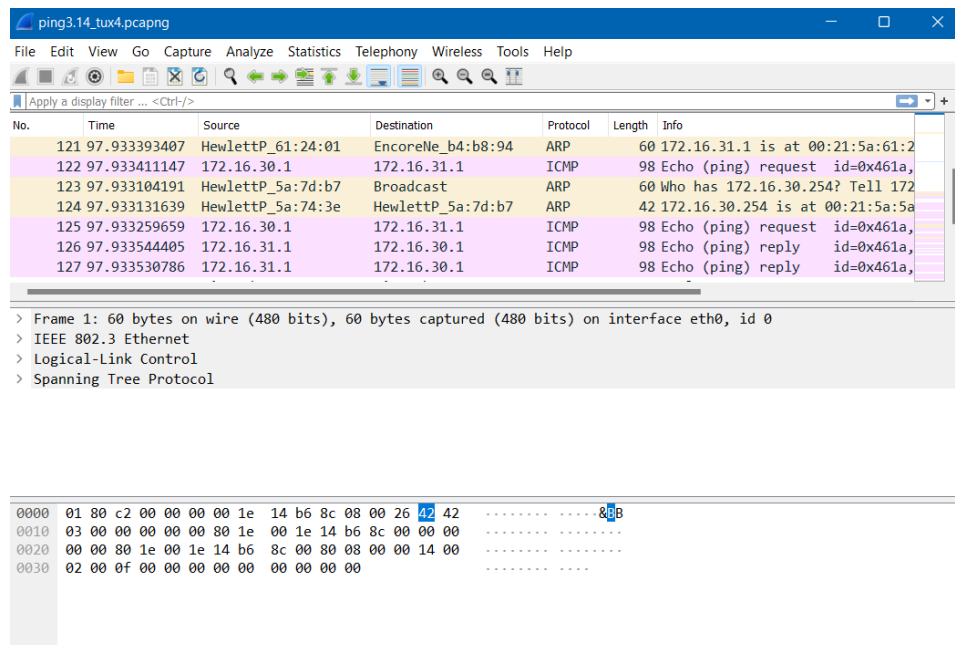 ping3.14_tux4.pcapng
File Edit View Go Capture Analyze Statistics Telephony Wireless Tools Help
Apply a display filter ... <Ctrl-/>
No. Time Source Destination Protocol Length Info
121 97.933393407 HewlettP_61:24:01 EncoreNe_b4:b8:94 ARP 60 172.16.31.1 is at 00:21:5a:61:2
122 97.933411147 172.16.30.1 172.16.31.1 ICMP 98 Echo (ping) request id=0x461a,
123 97.933104191 HewlettP_5a:7d:b7 Broadcast ARP 60 Who has 172.16.30.254? Tell 172
124 97.933131639 HewlettP_5a:74:3e HewlettP_5a:7d:b7 ARP 42 172.16.30.254 is at 00:21:5a:5a
125 97.933259659 172.16.30.1 172.16.31.1 ICMP 98 Echo (ping) request id=0x461a,
126 97.933544405 172.16.31.1 172.16.30.1 ICMP 98 Echo (ping) reply id=0x461a,
127 97.933530786 172.16.31.1 172.16.30.1 ICMP 98 Echo (ping) reply id=0x461a,
> Frame 1: 60 bytes on wire (480 bits), 60 bytes captured (480 bits) on interface eth0, id 0
> IEEE 802.3 Ethernet
> Logical-Link Control
> Spanning Tree Protocol
0000 01 80 c2 00 00 00 00 1e 14 b6 8c 08 00 26 42 42 ........ .....&BB
0010 03 00 00 00 00 00 80 1e 00 1e 14 b6 8c 00 00 00 ........ ........
0020 00 00 80 1e 00 1e 14 b6 8c 00 80 08 00 00 14 00 ........ ........
0030 02 00 0f 00 00 00 00 00 00 00 00 00 ........ ....